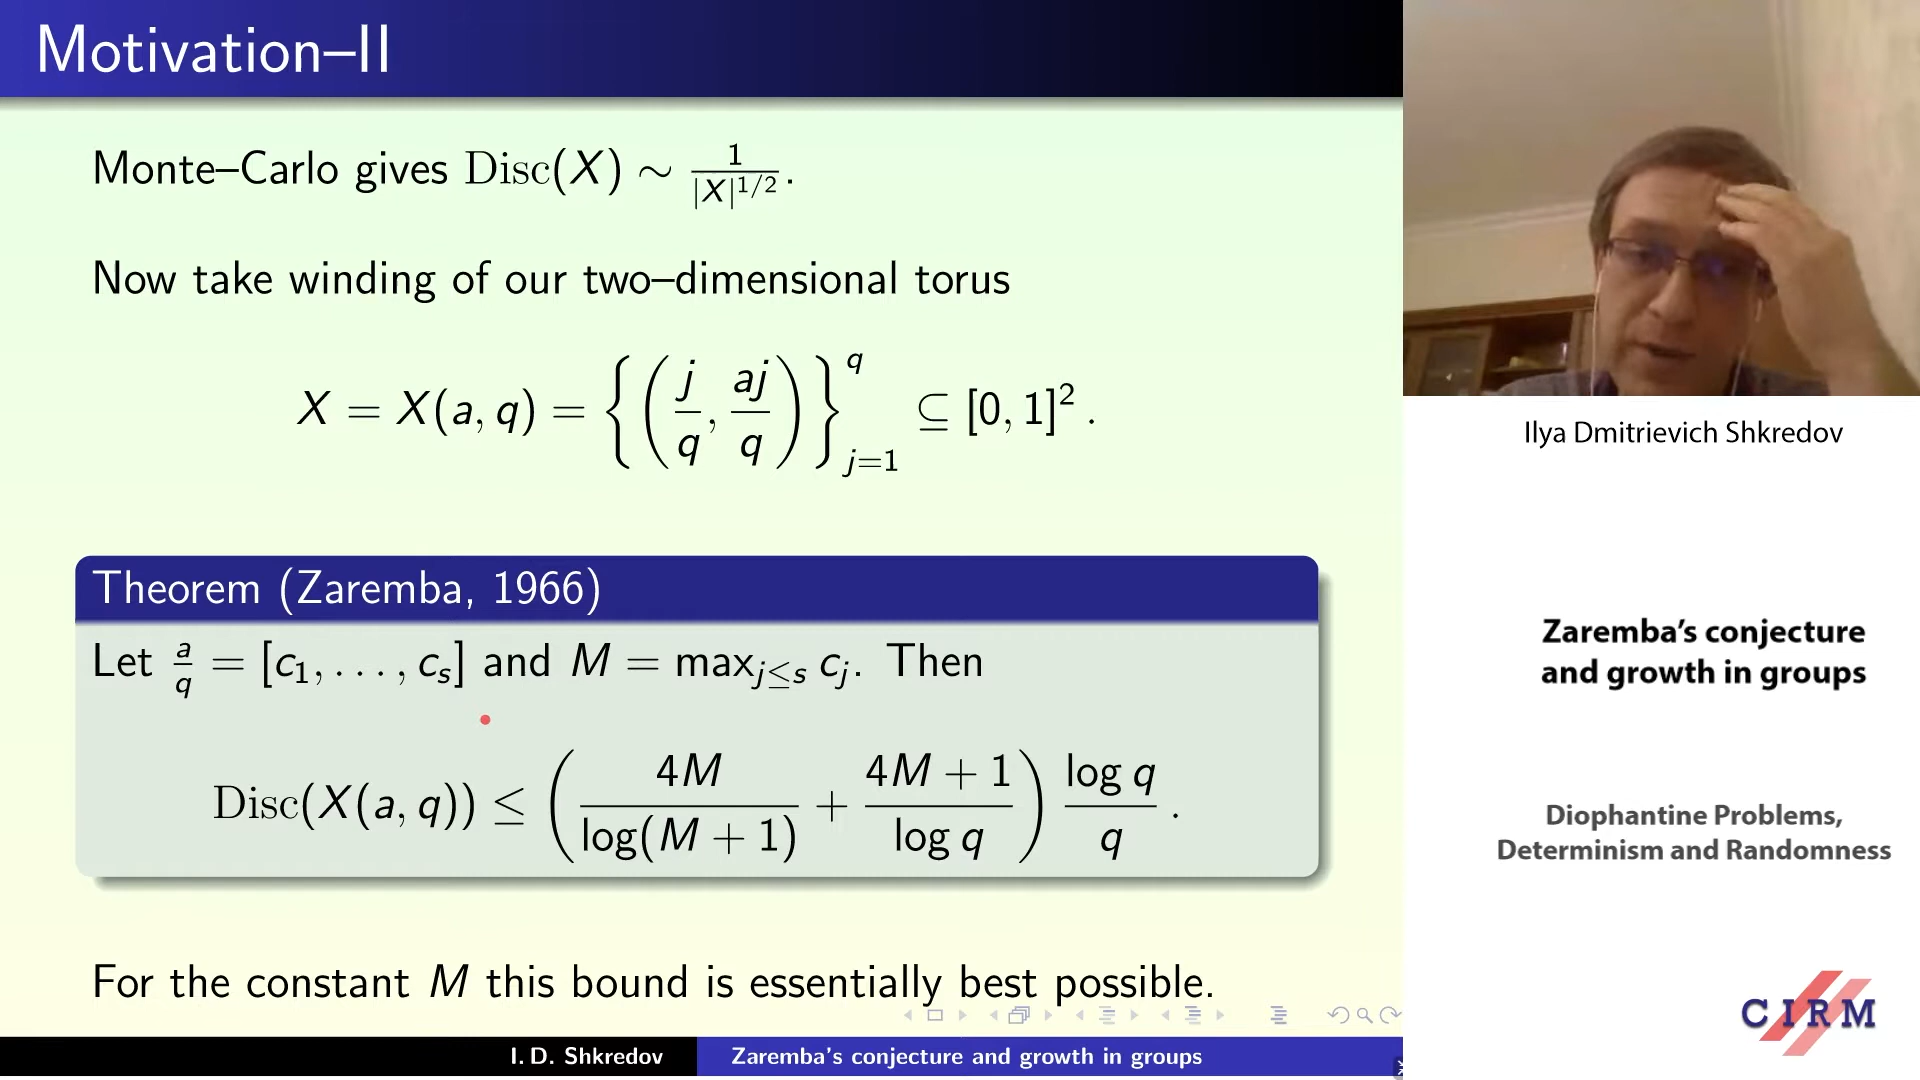 Motivation–II
Monte–Carlo gives Disc(X) ∼ 1/|X|^{1/2}.
Now take winding of our two–dimensional torus
X = X(a, q) = {(j/q, aj/q)}_{j=1}^{q} ⊆ [0, 1]².
Theorem (Zaremba, 1966)
Let a/q = [c₁, . . . , cₛ] and M = max_{j≤s} cⱼ. Then
Disc(X(a, q)) ≤ (4M/log(M + 1) + (4M + 1)/log q) log q/q .
For the constant M this bound is essentially best possible.
I. D. Shkredov
Zaremba's conjecture and growth in groups
Ilya Dmitrievich Shkredov
Zaremba's conjecture
and growth in groups
Diophantine Problems,
Determinism and Randomness
CIRM